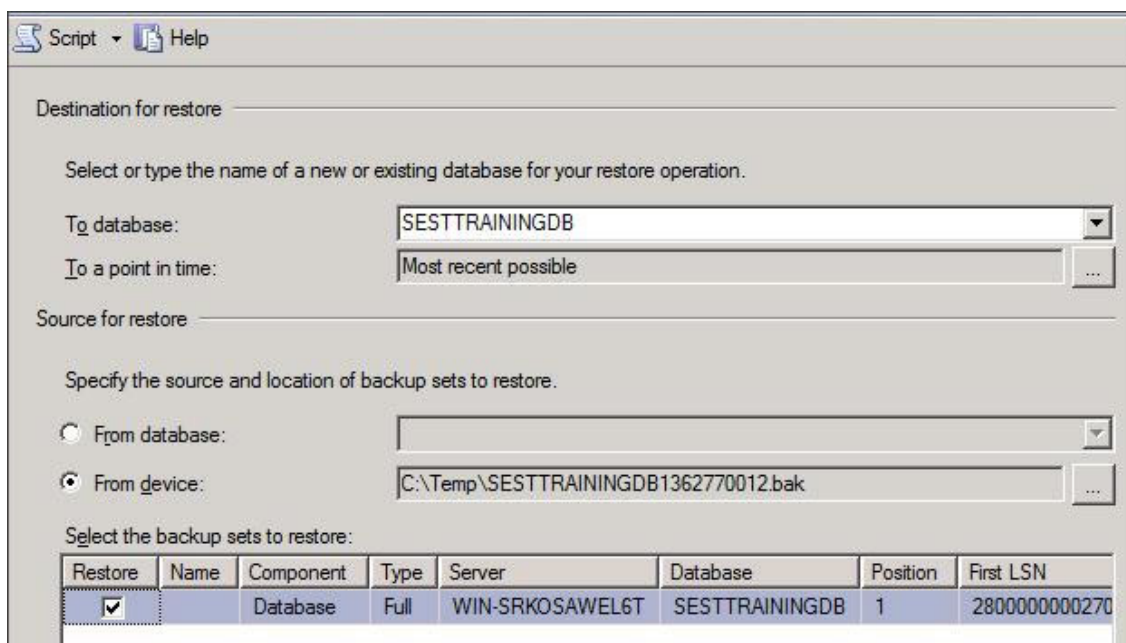 Script Help
Destination for restore
Select or type the name of a new or existing database for your restore operation.
To database: SESTTRAININGDB
To a point in time: Most recent possible ...
Source for restore
Specify the source and location of backup sets to restore.
From database:
From device: C:\Temp\SESTTRAININGDB1362770012.bak ...
Select the backup sets to restore:
Restore Name Component Type Server Database Position First LSN
Database Full WIN-SRKOSAWEL6T SESTTRAININGDB 1 2800000000270